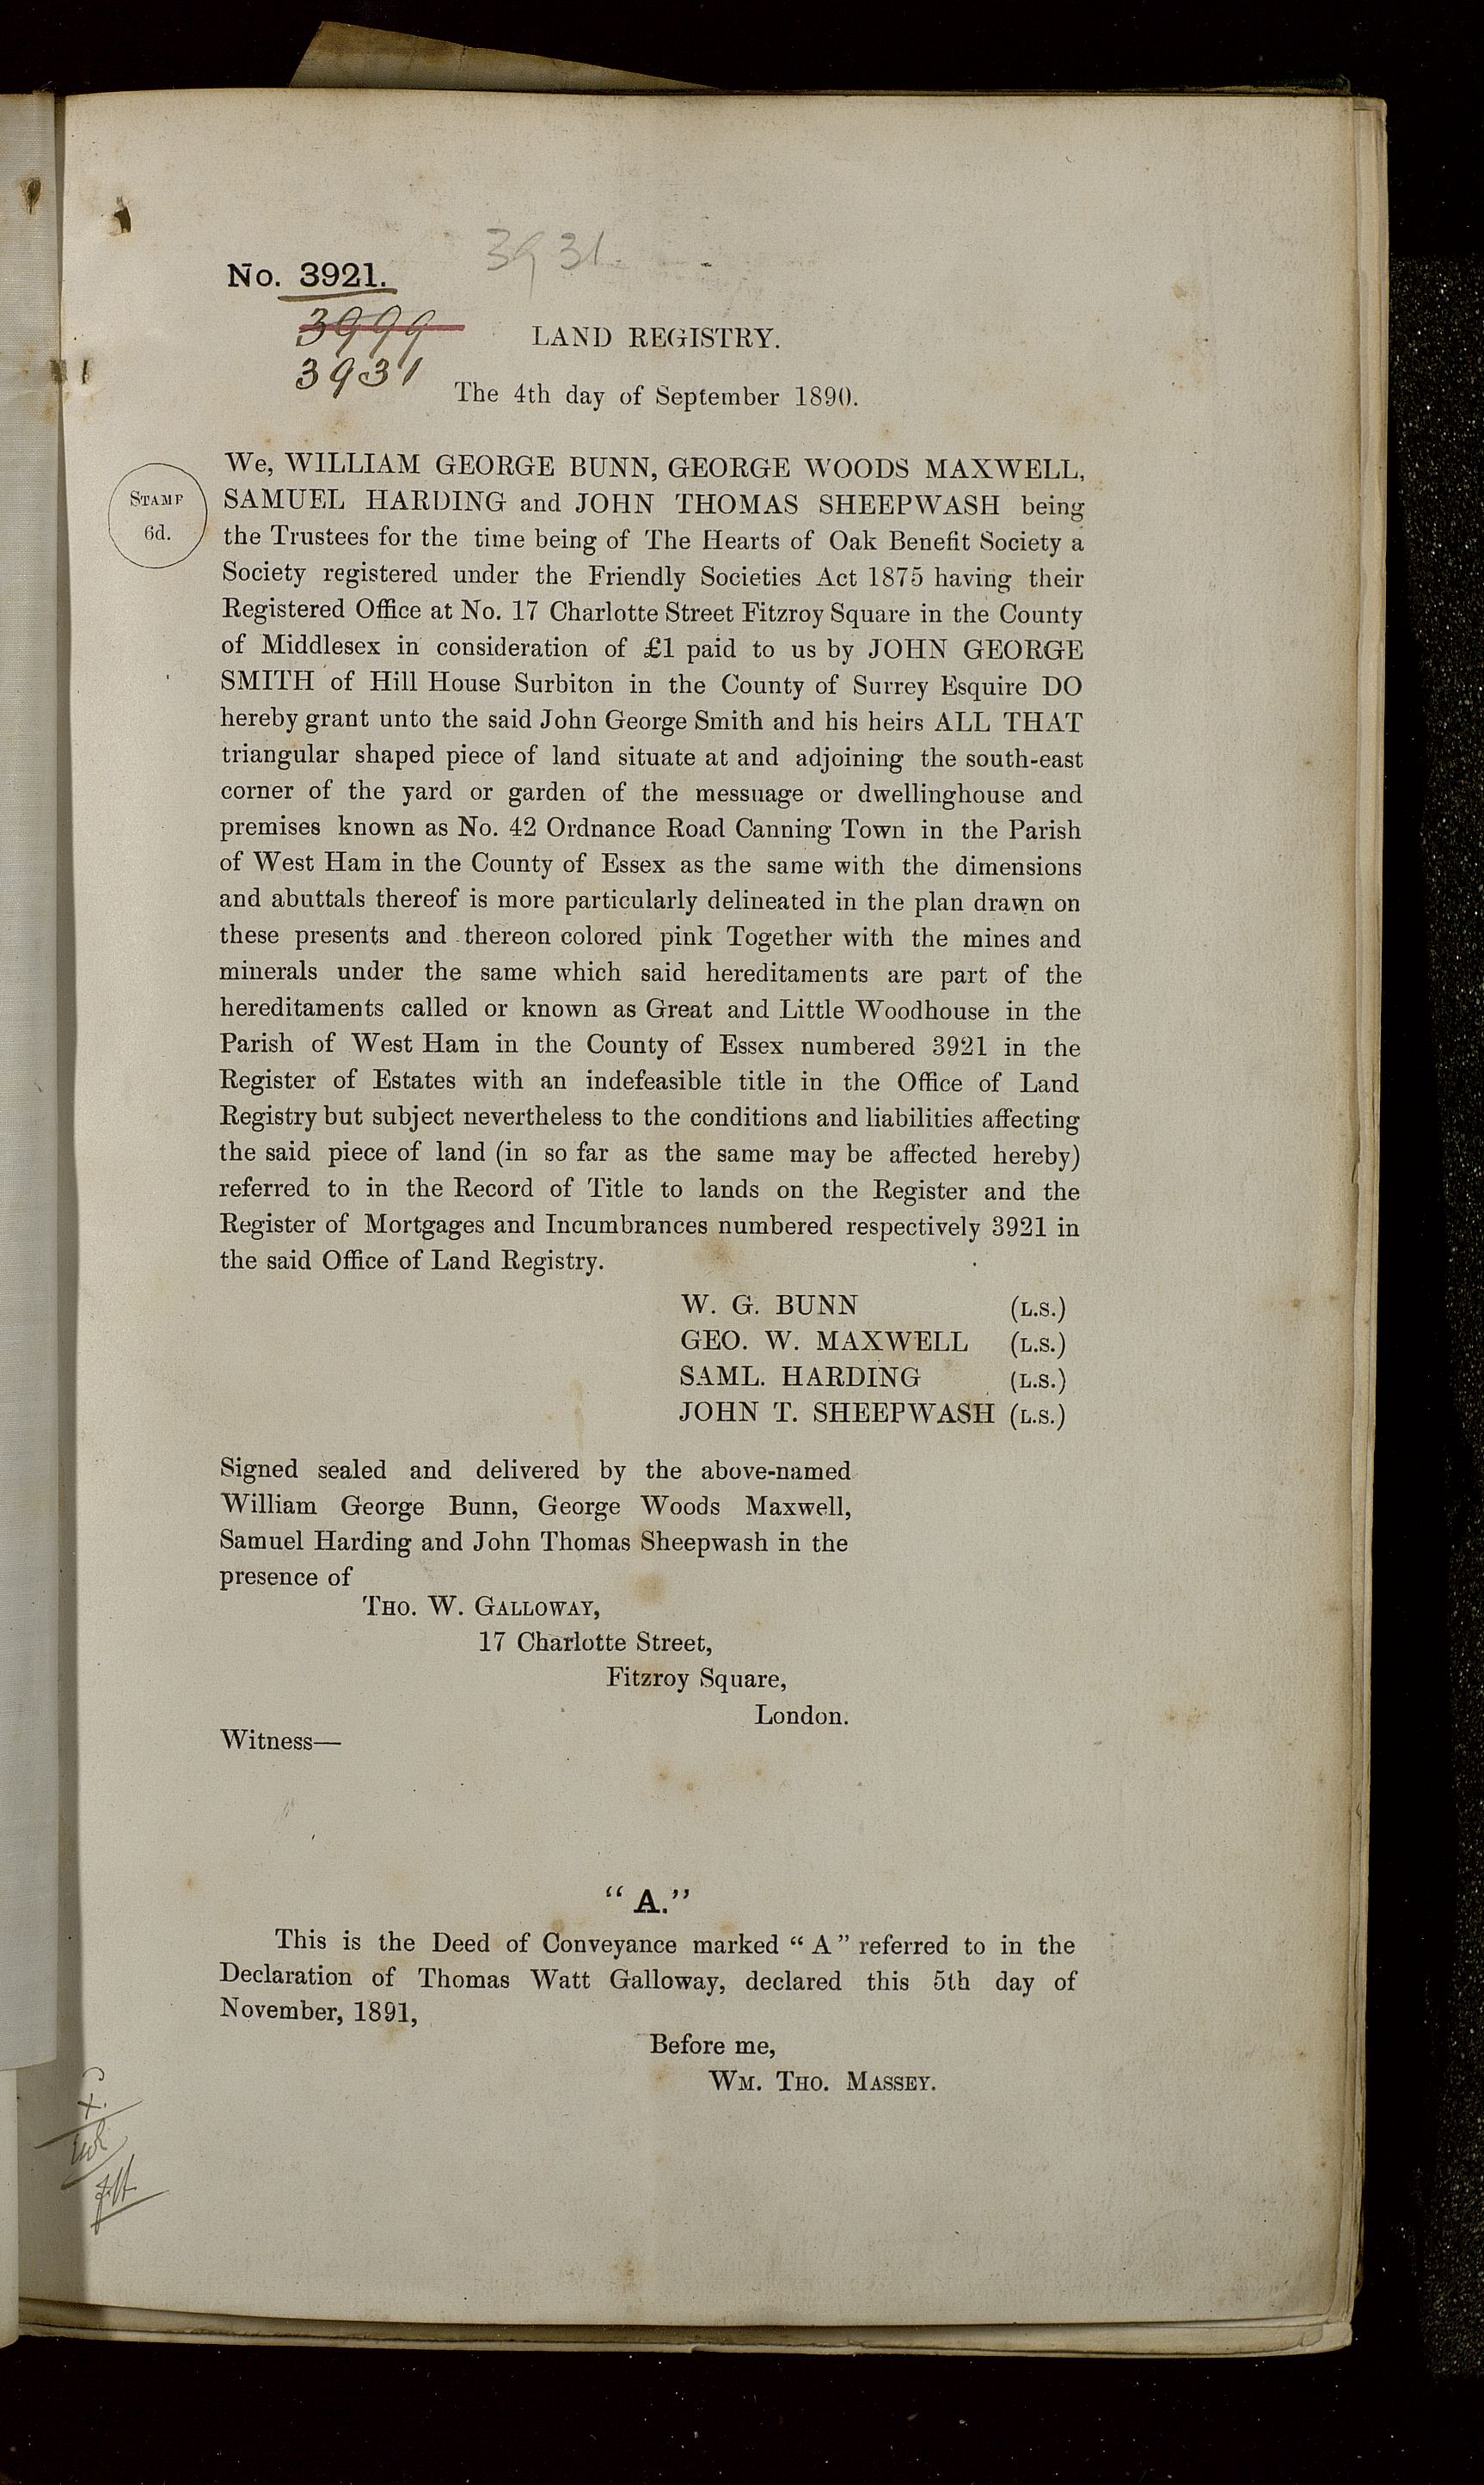 3931.
No. 3921.
3999
LAND REGISTRY.
3931
The 4th day of September 1890.
We, WILLIAM GEORGE BUNN, GEORGE WOODS MAXWELL,
STAMP
6d.
SAMUEL HARDING and JOHN THOMAS SHEEPWASH being
the Trustees for the time being of The Hearts of Oak Benefit Society a
Society registered under the Friendly Societies Act 1875 having their
Registered Office at No. 17 Charlotte Street Fitzroy Square in the County
of Middlesex in consideration of £1 paid to us by JOHN GEORGE
SMITH of Hill House Surbiton in the County of Surrey Esquire DO
hereby grant unto the said John George Smith and his heirs ALL THAT
triangular shaped piece of land situate at and adjoining the south-east
corner of the yard or garden of the messuage or dwellinghouse and
premises known as No. 42 Ordnance Road Canning Town in the Parish
of West Ham in the County of Essex as the same with the dimensions
and abuttals thereof is more particularly delineated in the plan drawn on
these presents and thereon colored pink Together with the mines and
minerals under the same which said hereditaments are part of the
hereditaments called or known as Great and Little Woodhouse in the
Parish of West Ham in the County of Essex numbered 3921 in the
Register of Estates with an indefeasible title in the Office of Land
Registry but subject nevertheless to the conditions and liabilities affecting
the said piece of land (in so far as the same may be affected hereby)
referred to in the Record of Title to lands on the Register and the
Register of Mortgages and Incumbrances numbered respectively 3921 in
the said Office of Land Registry.
W. G. BUNN (L.S.)
GEO. W. MAXWELL (L.S.)
SAML. HARDING (L.S.)
JOHN T. SHEEPWASH (L.S.)
Signed sealed and delivered by the above-named
William George Bunn, George Woods Maxwell,
Samuel Harding and John Thomas Sheepwash in the
presence of
THO. W. GALLOWAY,
17 Charlotte Street,
Fitzroy Square,
London.
Witness—
"A."
This is the Deed of Conveyance marked "A" referred to in the
Declaration of Thomas Watt Galloway, declared this 5th day of
November, 1891,
Before me,
WM. THO. MASSEY.